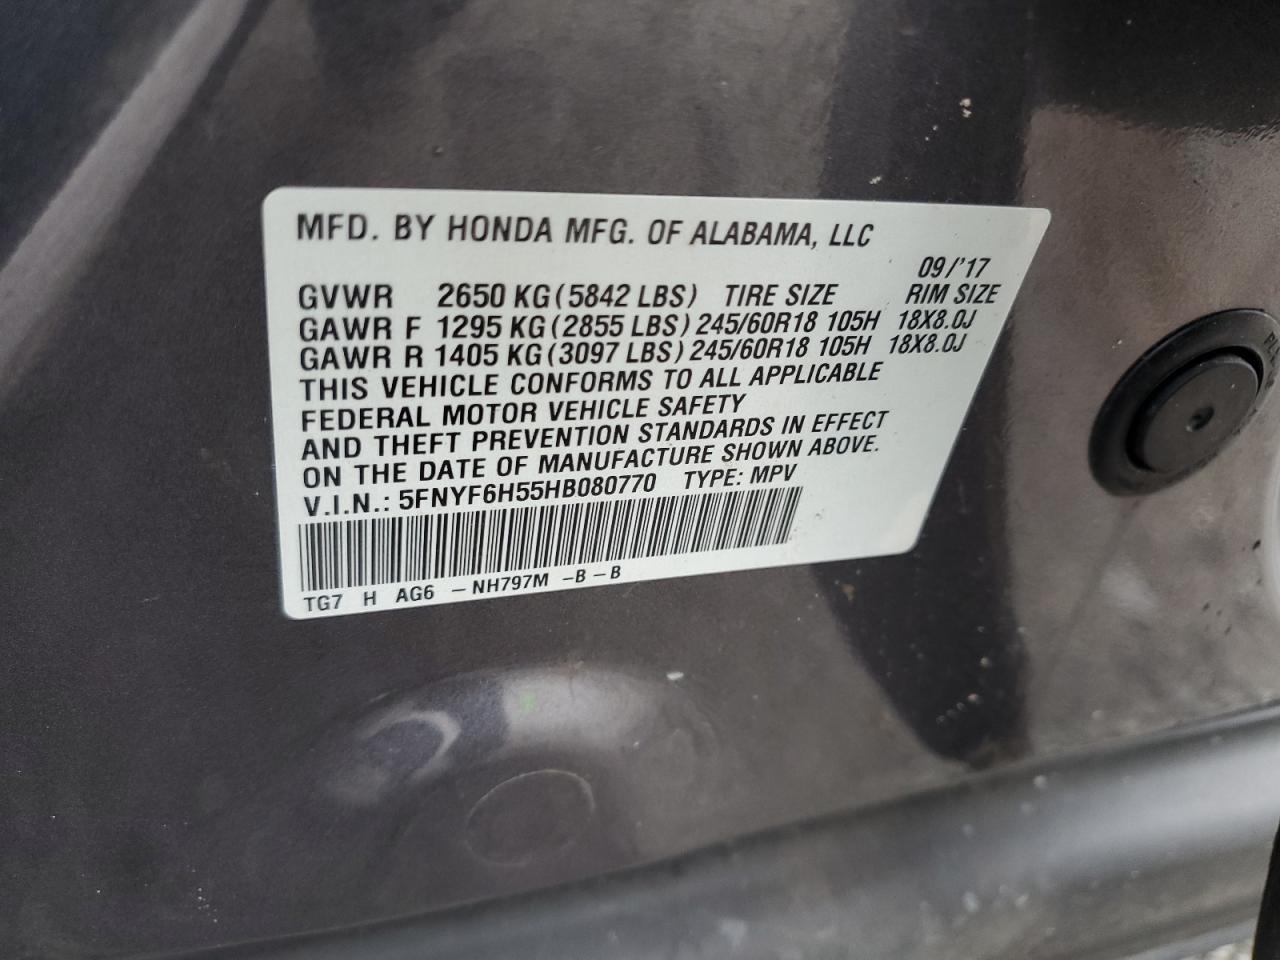 MFD. BY HONDA MFG. OF ALABAMA, LLC
09/'17
GVWR 2650 KG (5842 LBS) TIRE SIZE RIM SIZE
GAWR F 1295 KG (2855 LBS) 245/60R18 105H 18X8.0J
GAWR R 1405 KG (3097 LBS) 245/60R18 105H 18X8.0J
THIS VEHICLE CONFORMS TO ALL APPLICABLE
FEDERAL MOTOR VEHICLE SAFETY
AND THEFT PREVENTION STANDARDS IN EFFECT
ON THE DATE OF MANUFACTURE SHOWN ABOVE.
V.I.N.: 5FNYF6H55HB080770 TYPE: MPV
TG7 H AG6 – NH797M –B – B